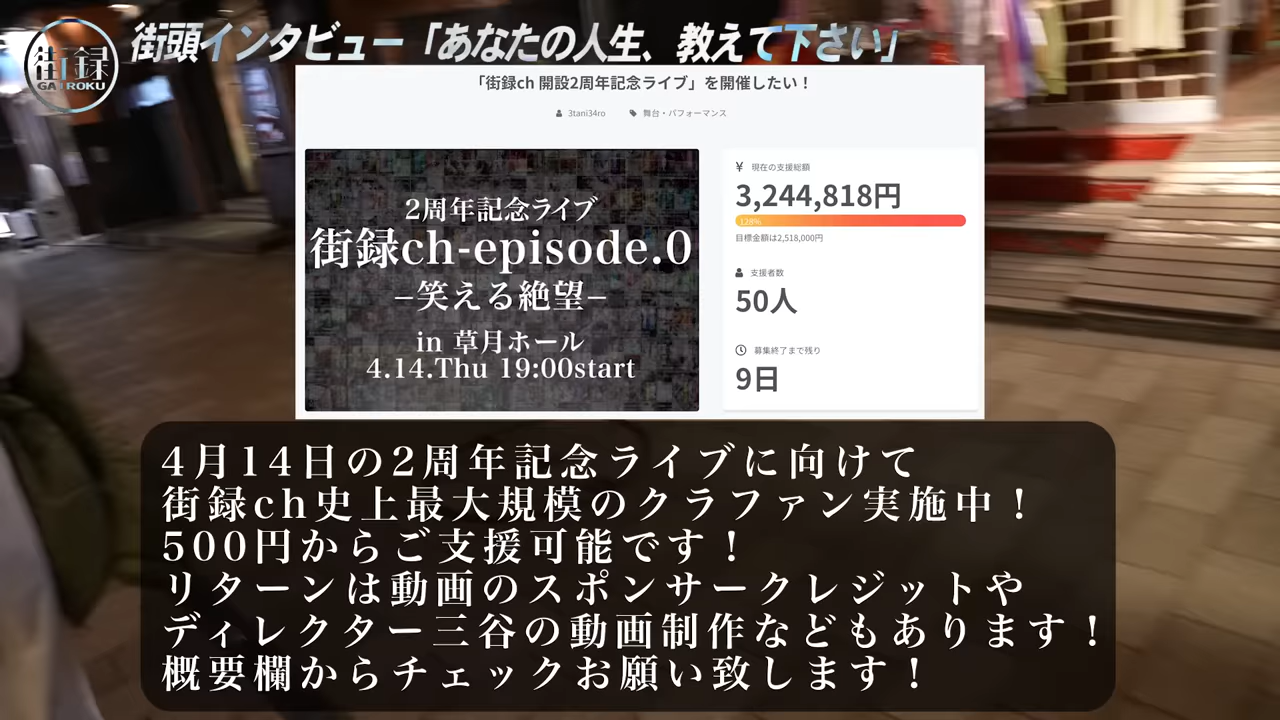 街録
GAIROKU
街頭インタビュー「あなたの人生、教えて下さい」
「街録ch 開設2周年記念ライブ」を開催したい！
3tani34ro 舞台・パフォーマンス
2周年記念ライブ
街録ch-episode.0
–笑える絶望–
in 草月ホール
4.14.Thu 19:00start
現在の支援総額
3,244,818円
128%
目標金額は2,518,000円
支援者数
50人
募集終了まで残り
9日
4月14日の2周年記念ライブに向けて
街録ch史上最大規模のクラファン実施中！
500円からご支援可能です！
リターンは動画のスポンサークレジットや
ディレクター三谷の動画制作などもあります！
概要欄からチェックお願い致します！